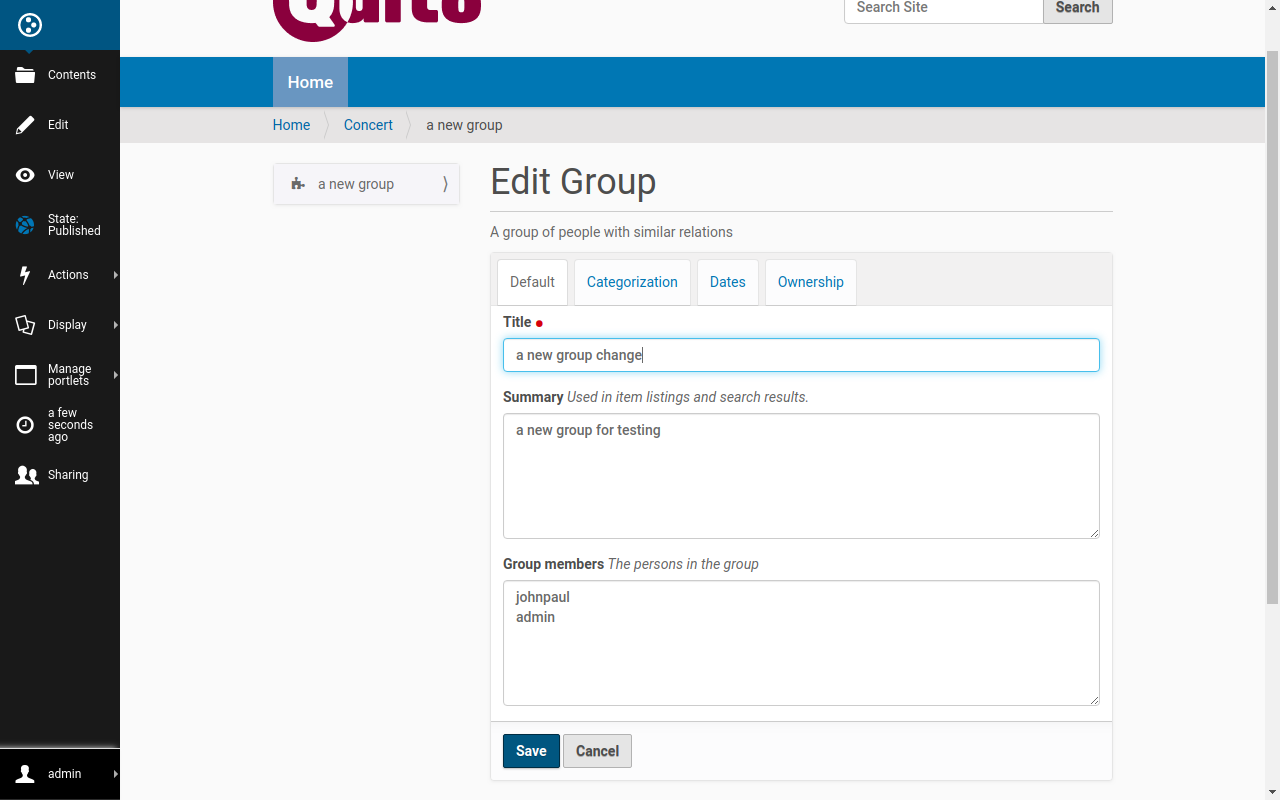 Quarto
Search Site
Search
Contents
Edit
View
State:
Published
Actions
Display
Manage
portlets
a few
seconds
ago
Sharing
admin
Home
Home
Concert
a new group
a new group
Edit Group
A group of people with similar relations
Default
Categorization
Dates
Ownership
Title
a new group change
Summary Used in item listings and search results.
a new group for testing
Group members The persons in the group
johnpaul
admin
Save
Cancel